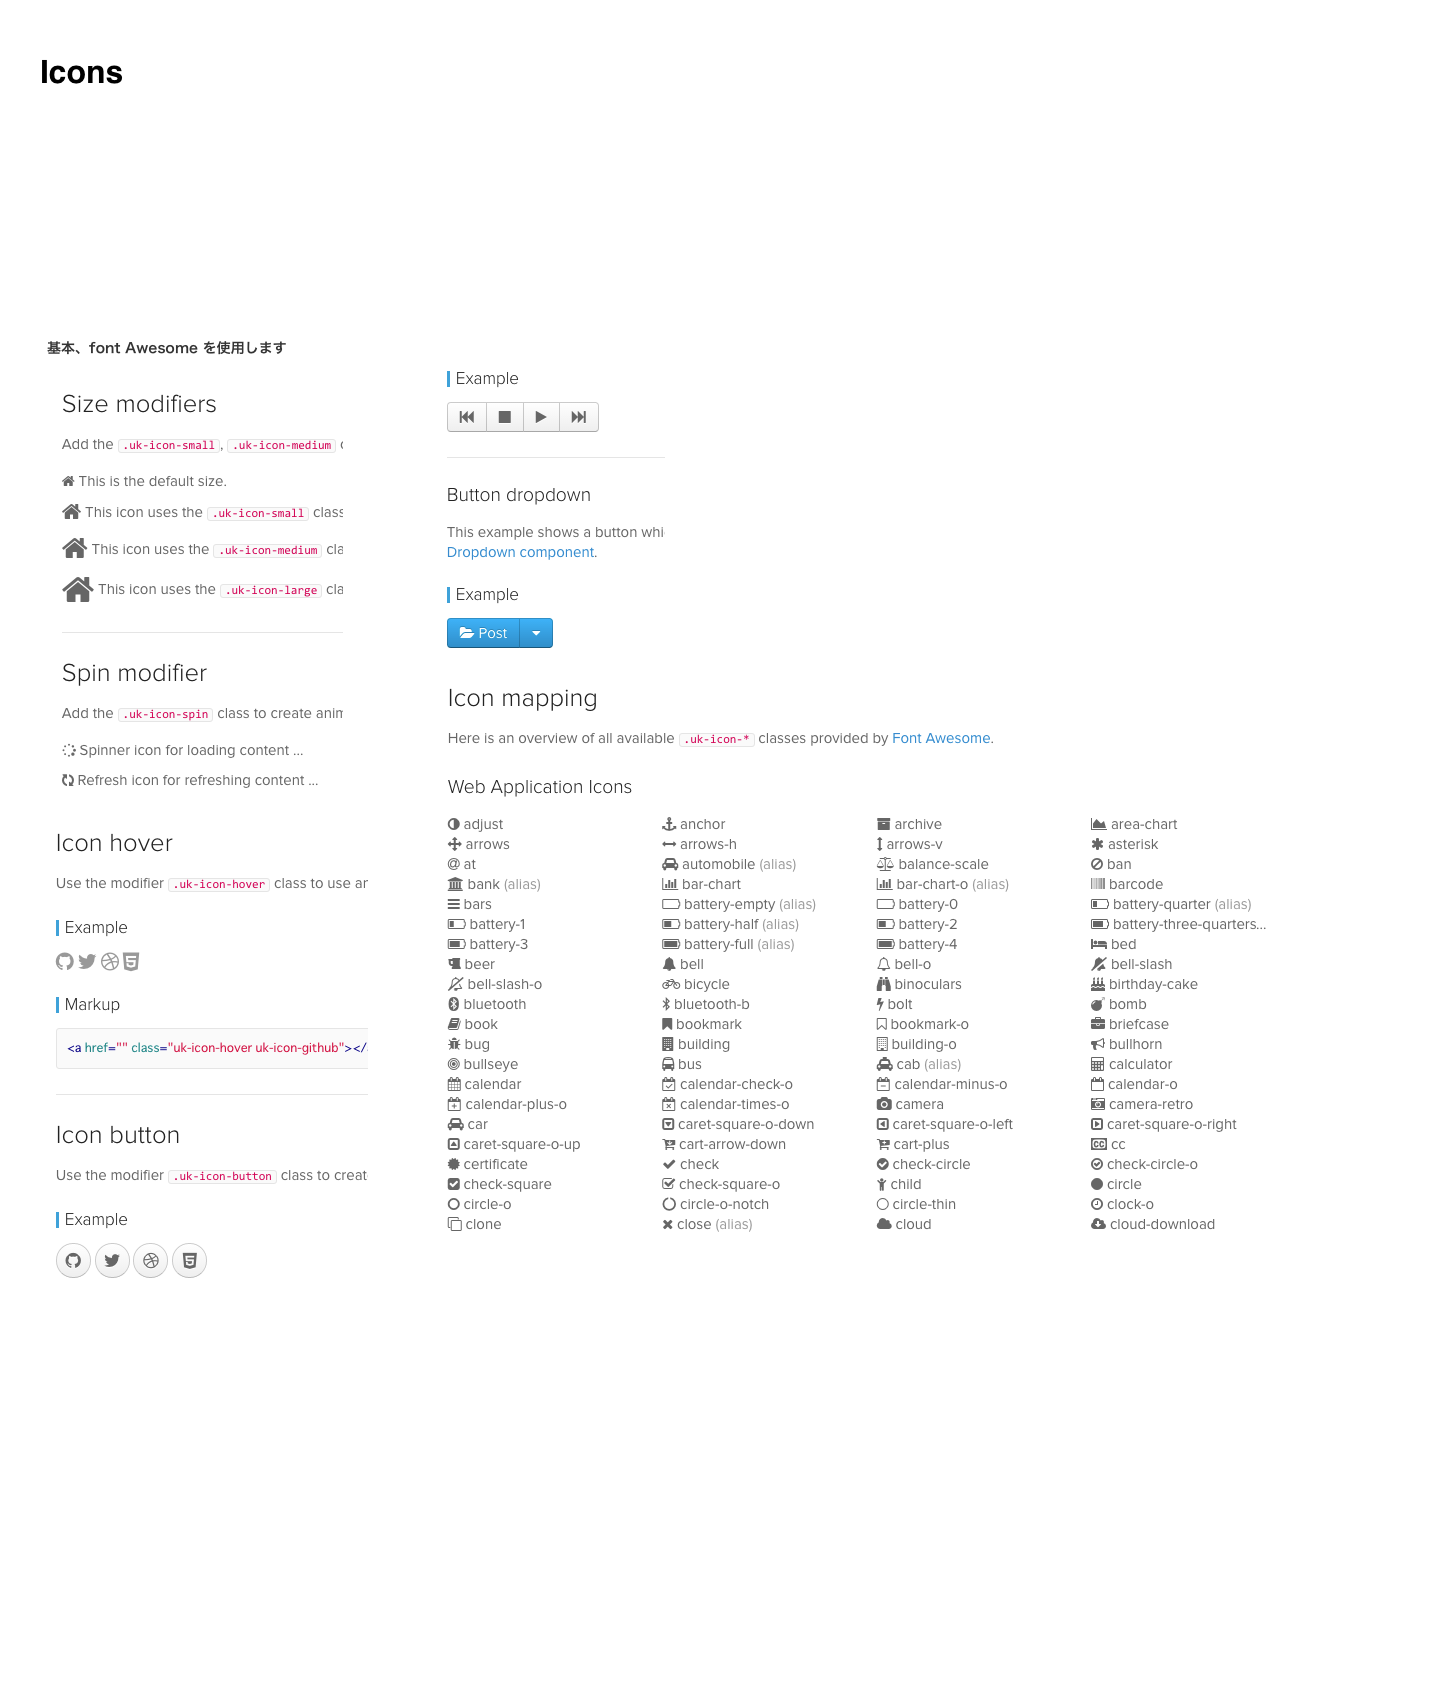 Icons
基本、font Awesome を使用します
Size modifiers
Add the .uk-icon-small, .uk-icon-medium
This is the default size.
This icon uses the .uk-icon-small class
This icon uses the .uk-icon-medium cla
This icon uses the .uk-icon-large cla
Spin modifier
Add the .uk-icon-spin class to create anim
Spinner icon for loading content ...
Refresh icon for refreshing content ...
Icon hover
Use the modifier .uk-icon-hover class to use an
Example
Markup
<a href="" class="uk-icon-hover uk-icon-github"></a
Icon button
Use the modifier .uk-icon-button class to create
Example
Example
Button dropdown
This example shows a button whi
Dropdown component.
Example
Post
Icon mapping
Here is an overview of all available .uk-icon-* classes provided by Font Awesome.
Web Application Icons
adjust anchor archive area-chart
arrows arrows-h arrows-v asterisk
at automobile (alias) balance-scale ban
bank (alias) bar-chart bar-chart-o (alias) barcode
bars battery-empty (alias) battery-0 battery-quarter (alias)
battery-1 battery-half (alias) battery-2 battery-three-quarters...
battery-3 battery-full (alias) battery-4 bed
beer bell bell-o bell-slash
bell-slash-o bicycle binoculars birthday-cake
bluetooth bluetooth-b bolt bomb
book bookmark bookmark-o briefcase
bug building building-o bullhorn
bullseye bus cab (alias) calculator
calendar calendar-check-o calendar-minus-o calendar-o
calendar-plus-o calendar-times-o camera camera-retro
car caret-square-o-down caret-square-o-left caret-square-o-right
caret-square-o-up cart-arrow-down cart-plus cc
certificate check check-circle check-circle-o
check-square check-square-o child circle
circle-o circle-o-notch circle-thin clock-o
clone close (alias) cloud cloud-download